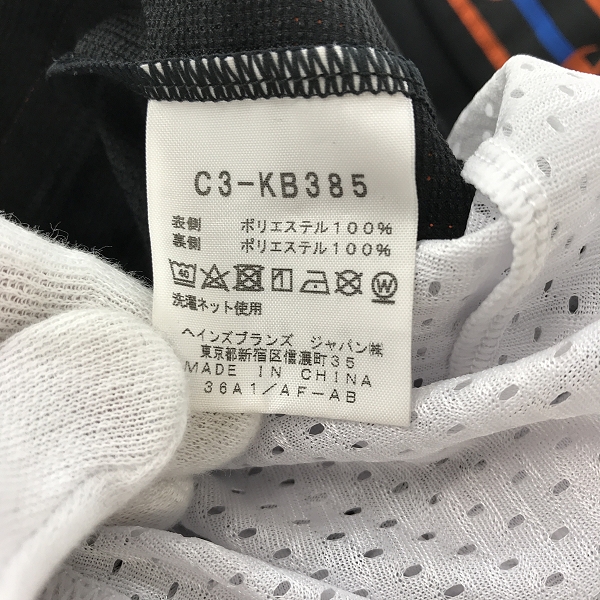 C3-KB385
表側 ポリエステル100%
裏側 ポリエステル100%
40
洗濯ネット使用
ヘインズブランズ ジャパン㈱
東京都新宿区信濃町35
MADE IN CHINA
36A1/AF-AB